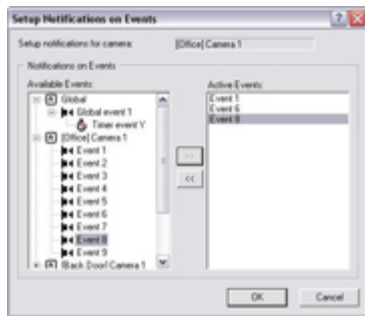 Setup Notifications on Events
Setup notifications for camera: [Office] Camera 1
Notifications on Events
Available Events:
Global
Global event 1
Timer event Y
[Office] Camera 1
Event 1
Event 2
Event 3
Event 4
Event 5
Event 6
Event 7
Event 8
Event 9
[Back Door] Camera 1
>>
<<
Active Events:
Event 1
Event 6
Event 8
OK
Cancel